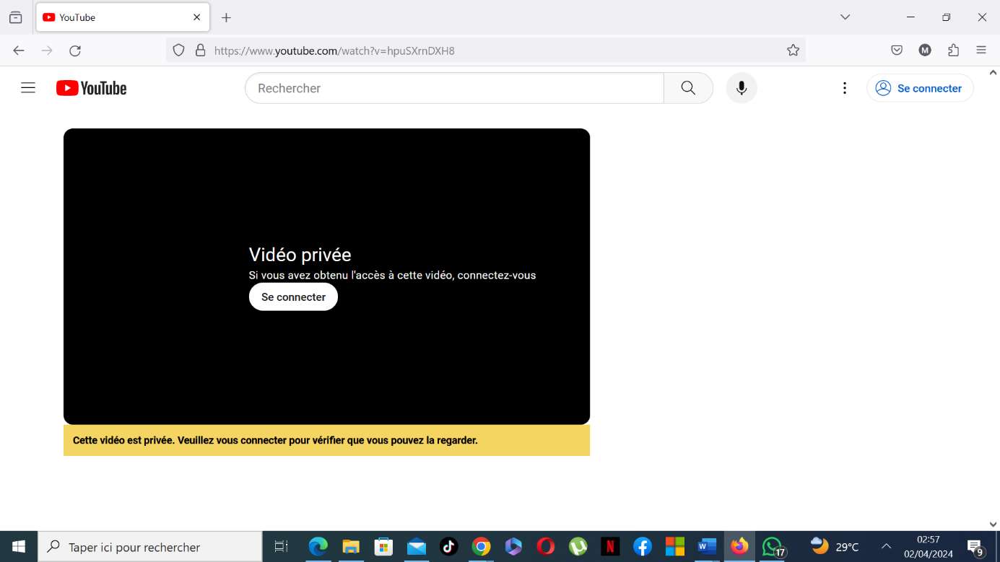 YouTube
https://www.youtube.com/watch?v=hpuSXrnDXH8
M
YouTube
Rechercher
Se connecter
Vidéo privée
Si vous avez obtenu l'accès à cette vidéo, connectez-vous
Se connecter
Cette vidéo est privée. Veuillez vous connecter pour vérifier que vous pouvez la regarder.
Taper ici pour rechercher
N
W
17
29°C
02:57
02/04/2024
9